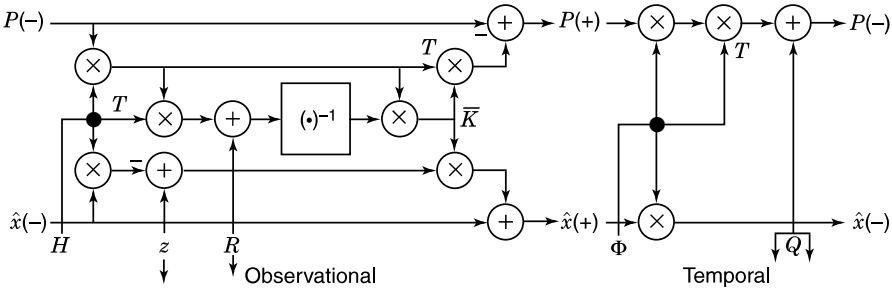 P(−) − + P(+) × × + P(−)
T T
× × ×
T × + (•)⁻¹ × K̅
× − + ×
x̂(−) + x̂(+) × x̂(−)
H z R Φ Q
Observational Temporal